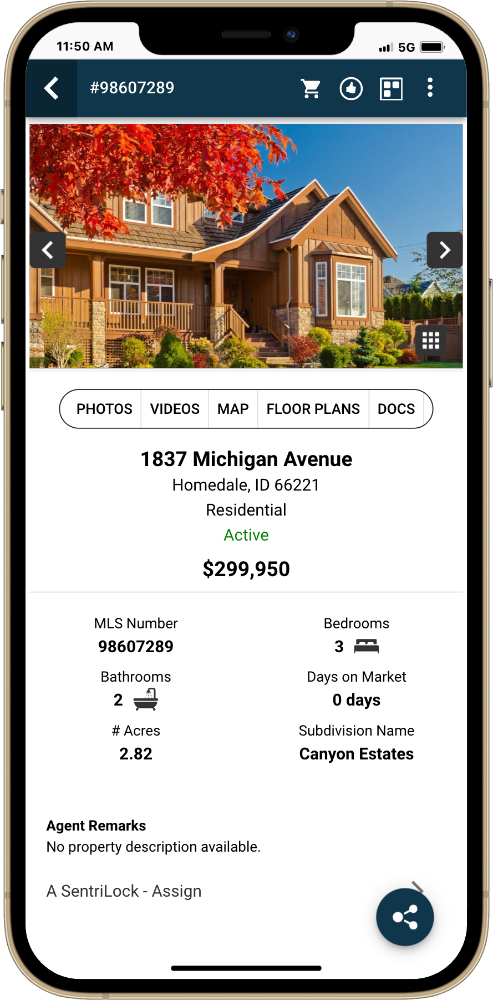 11:50 AM 5G
#98607289
PHOTOS VIDEOS MAP FLOOR PLANS DOCS
1837 Michigan Avenue
Homedale, ID 66221
Residential
Active
$299,950
MLS Number
98607289
Bedrooms
3
Bathrooms
2
Days on Market
0 days
# Acres
2.82
Subdivision Name
Canyon Estates
Agent Remarks
No property description available.
A SentriLock - Assign